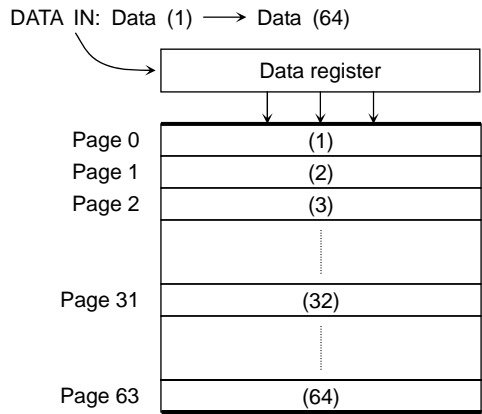 DATA IN: Data (1) ⟶ Data (64)
Data register
Page 0 (1)
Page 1 (2)
Page 2 (3)
Page 31 (32)
Page 63 (64)